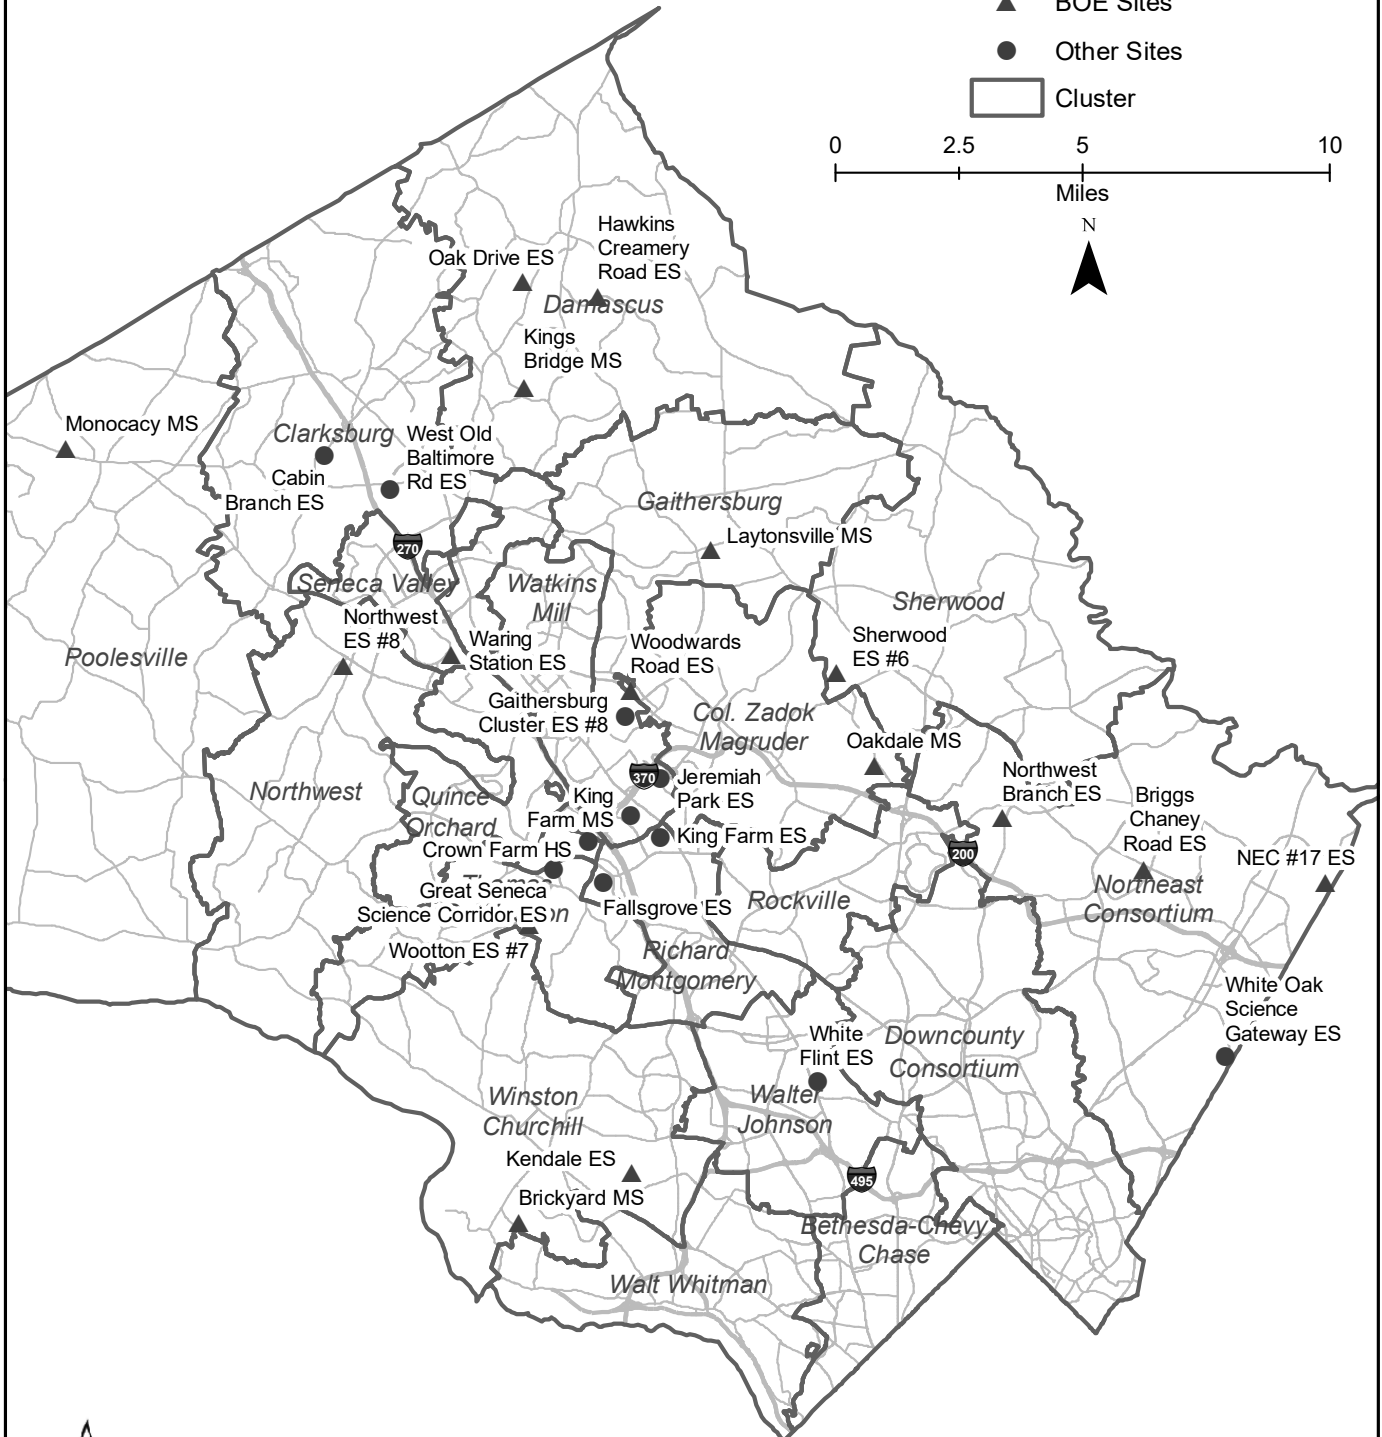 BOE Sites
Other Sites
Cluster
0 2.5 5 10
Miles
N
Hawkins
Creamery
Road ES
Oak Drive ES
Damascus
Kings
Bridge MS
Monocacy MS
Clarksburg
West Old
Baltimore
Rd ES
Cabin
Branch ES
Gaithersburg
Laytonsville MS
270
Seneca Valley
Watkins
Mill
Sherwood
Northwest
ES #8
Waring
Station ES
Woodwards
Road ES
Sherwood
ES #6
Poolesville
Gaithersburg
Cluster ES #8
Col. Zadok
Magruder
Oakdale MS
370
Jeremiah
Park ES
Northwest
Branch ES
Northwest
Quince
Orchard
King
Farm MS
Briggs
Chaney
Road ES
King Farm ES
Crown Farm HS
200
NEC #17 ES
Great Seneca
Science Corridor ES
Rockville
Northeast
Consortium
Fallsgrove ES
Wootton ES #7
Richard
Montgomery
White Oak
Science
Gateway ES
White
Flint ES
Downcounty
Consortium
Winston
Churchill
Walter
Johnson
Kendale ES
495
Brickyard MS
Bethesda-Chevy
Chase
Walt Whitman